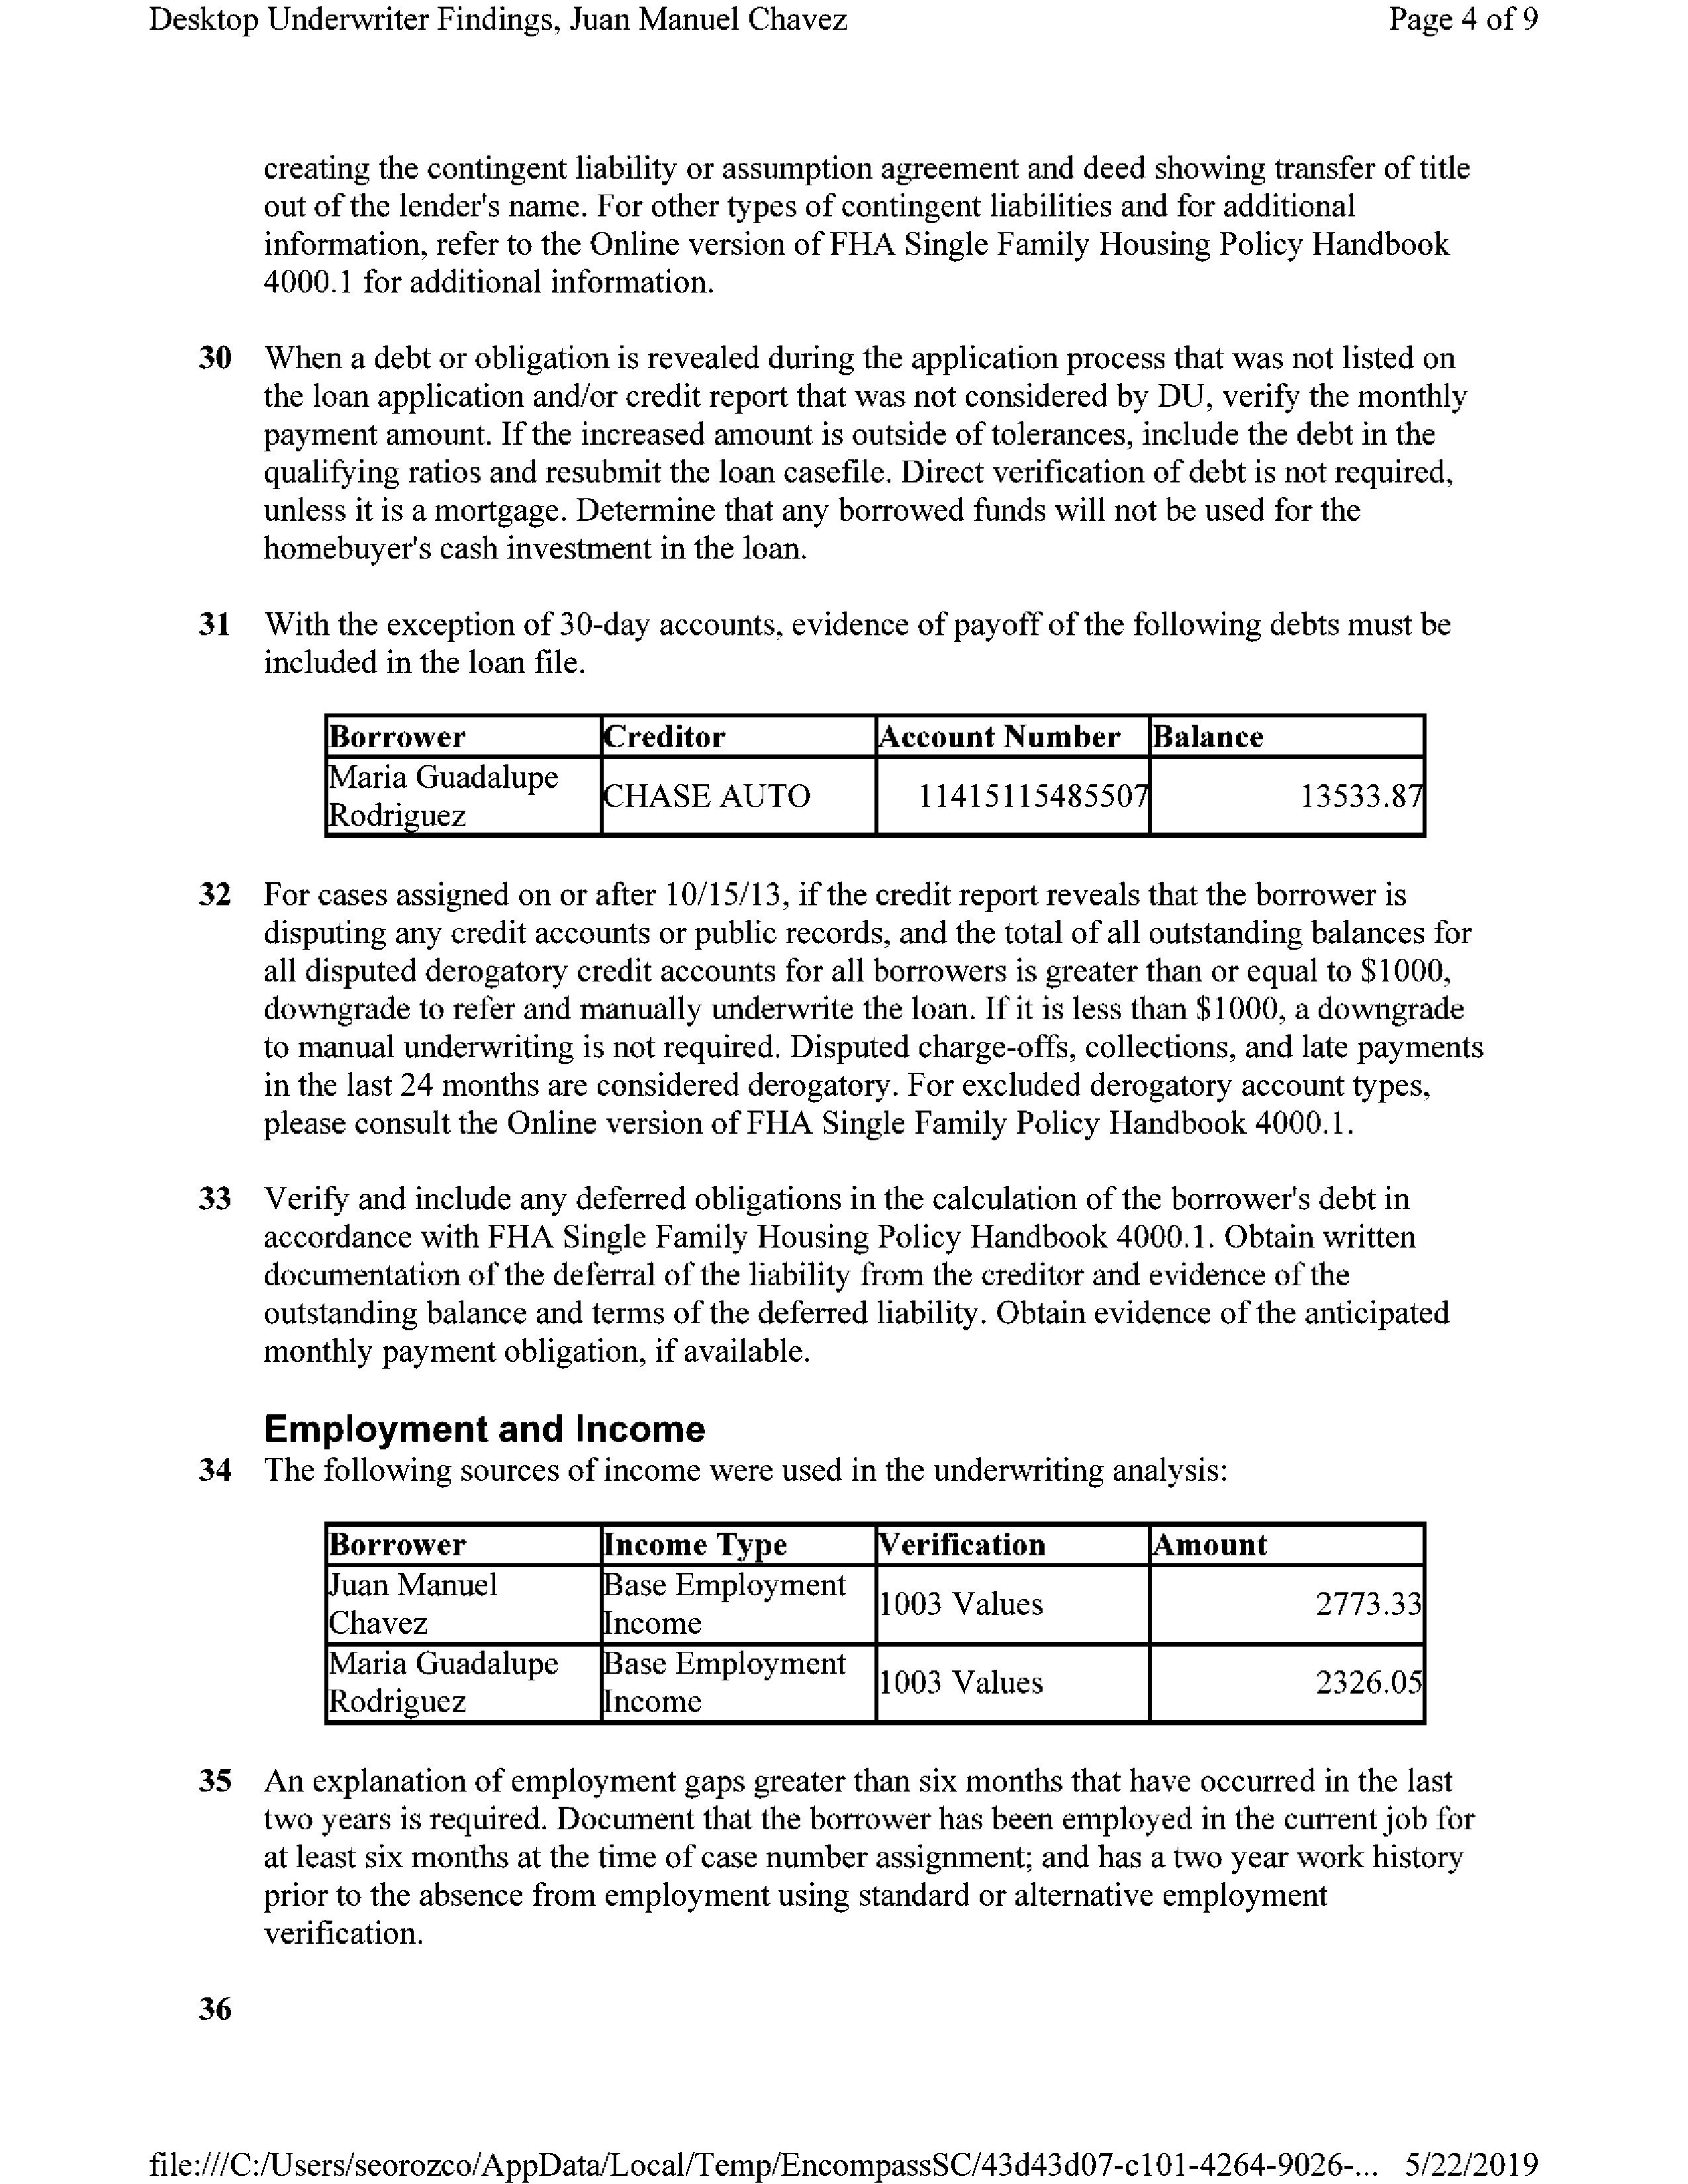 Desktop Underwriter Findings, Juan Manuel Chavez Page 4 of 9
creating the contingent liability or assumption agreement and deed showing transfer of title
out of the lender's name. For other types of contingent liabilities and for additional
information, refer to the Online version of FHA Single Family Housing Policy Handbook
4000.1 for additional information.
30 When a debt or obligation is revealed during the application process that was not listed on
the loan application and/or credit report that was not considered by DU, verify the monthly
payment amount. If the increased amount is outside of tolerances, include the debt in the
qualifying ratios and resubmit the loan casefile. Direct verification of debt is not required,
unless it is a mortgage. Determine that any borrowed funds will not be used for the
homebuyer's cash investment in the loan.
31 With the exception of 30-day accounts, evidence of payoff of the following debts must be
included in the loan file.
Borrower Creditor Account Number Balance
Maria Guadalupe
Rodriguez CHASE AUTO 11415115485507 13533.87
32 For cases assigned on or after 10/15/13, if the credit report reveals that the borrower is
disputing any credit accounts or public records, and the total of all outstanding balances for
all disputed derogatory credit accounts for all borrowers is greater than or equal to $1000,
downgrade to refer and manually underwrite the loan. If it is less than $1000, a downgrade
to manual underwriting is not required. Disputed charge-offs, collections, and late payments
in the last 24 months are considered derogatory. For excluded derogatory account types,
please consult the Online version of FHA Single Family Policy Handbook 4000.1.
33 Verify and include any deferred obligations in the calculation of the borrower's debt in
accordance with FHA Single Family Housing Policy Handbook 4000.1. Obtain written
documentation of the deferral of the liability from the creditor and evidence of the
outstanding balance and terms of the deferred liability. Obtain evidence of the anticipated
monthly payment obligation, if available.
Employment and Income
34 The following sources of income were used in the underwriting analysis:
Borrower Income Type Verification Amount
Juan Manuel Base Employment
Chavez Income 1003 Values 2773.33
Maria Guadalupe Base Employment
Rodriguez Income 1003 Values 2326.05
35 An explanation of employment gaps greater than six months that have occurred in the last
two years is required. Document that the borrower has been employed in the current job for
at least six months at the time of case number assignment; and has a two year work history
prior to the absence from employment using standard or alternative employment
verification.
36
file:///C:/Users/seorozco/AppData/Local/Temp/EncompassSC/43d43d07-c101-4264-9026-... 5/22/2019